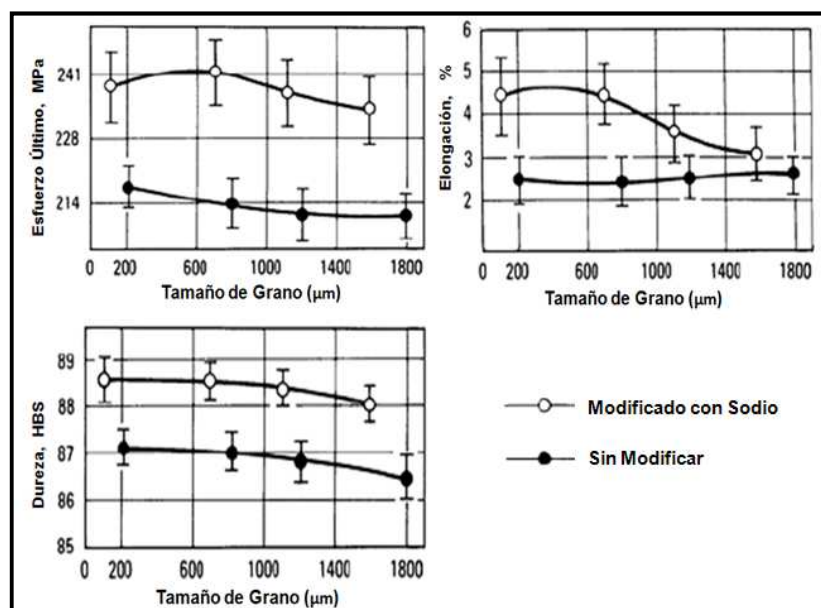 Esfuerzo Último, MPa
241
228
214
0 200 600 1000 1400 1800
Tamaño de Grano (μm)
Elongación, %
6
5
4
3
2
0 200 600 1000 1400 1800
Tamaño de Grano (μm)
Dureza, HBS
89
88
87
86
85
0 200 600 1000 1400 1800
Tamaño de Grano (μm)
Modificado con Sodio
Sin Modificar